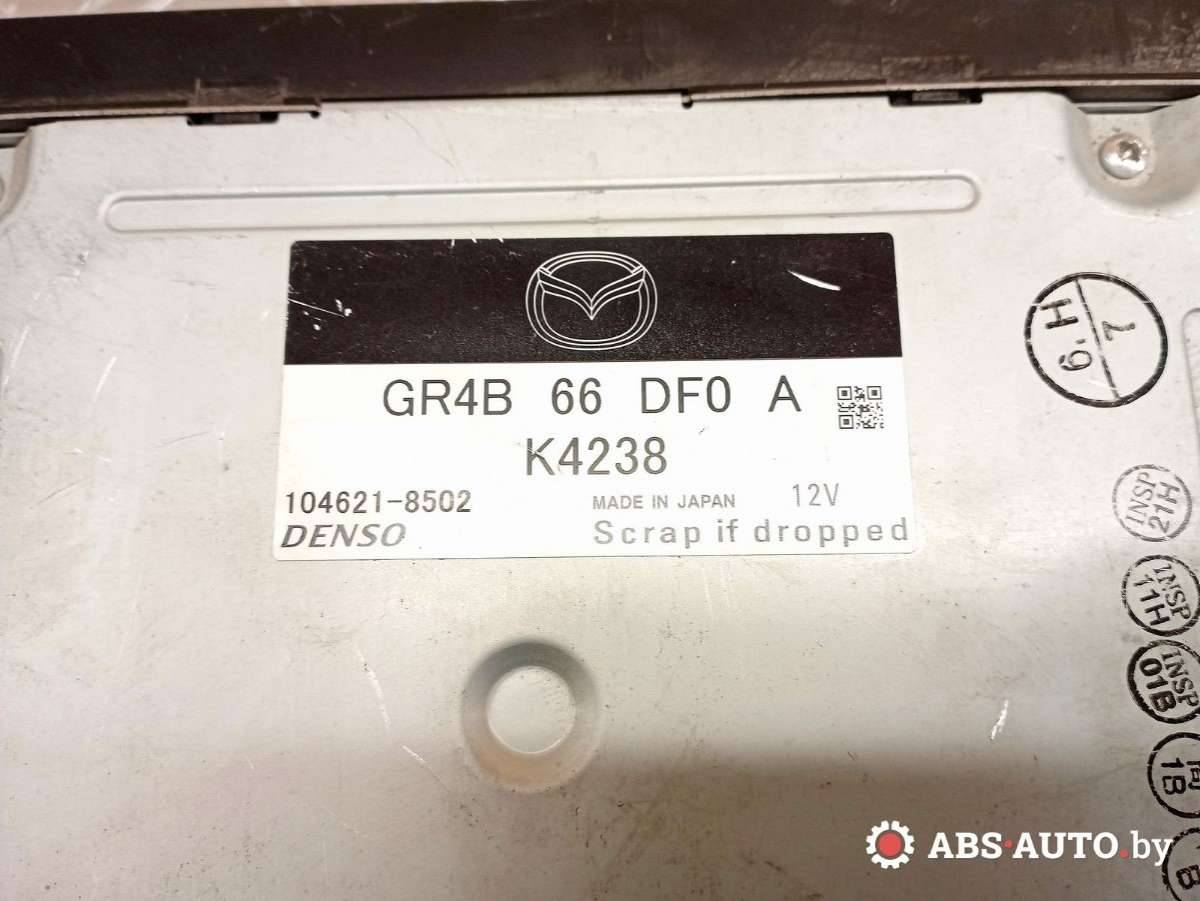 GR4B 66 DF0 A
K4238
104621-8502 MADE IN JAPAN 12V
DENSO Scrap if dropped
H
6.7
INSP
21H
INSP
11H
INSP
01B
1B
B
ABS·AUTO.by